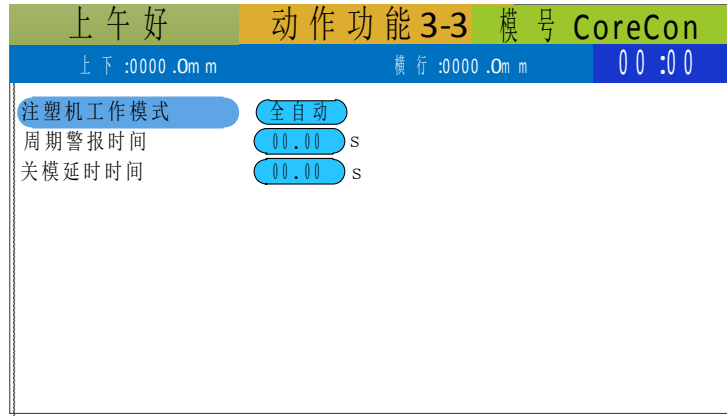 上午好 动作功能3-3 模号 CoreCon
上下:0000.0mm 横行:0000.0mm 00:00
注塑机工作模式 全自动
周期警报时间 00.00 s
关模延时时间 00.00 s